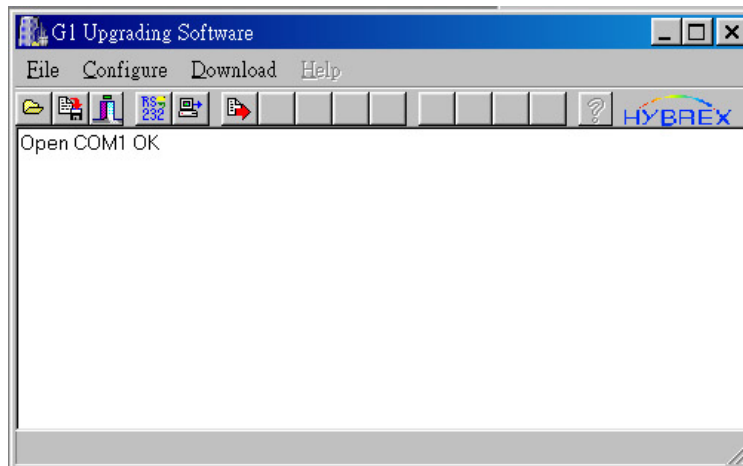 G1 Upgrading Software
File Configure Download Help
RS- 232
HYBREX
Open COM1 OK